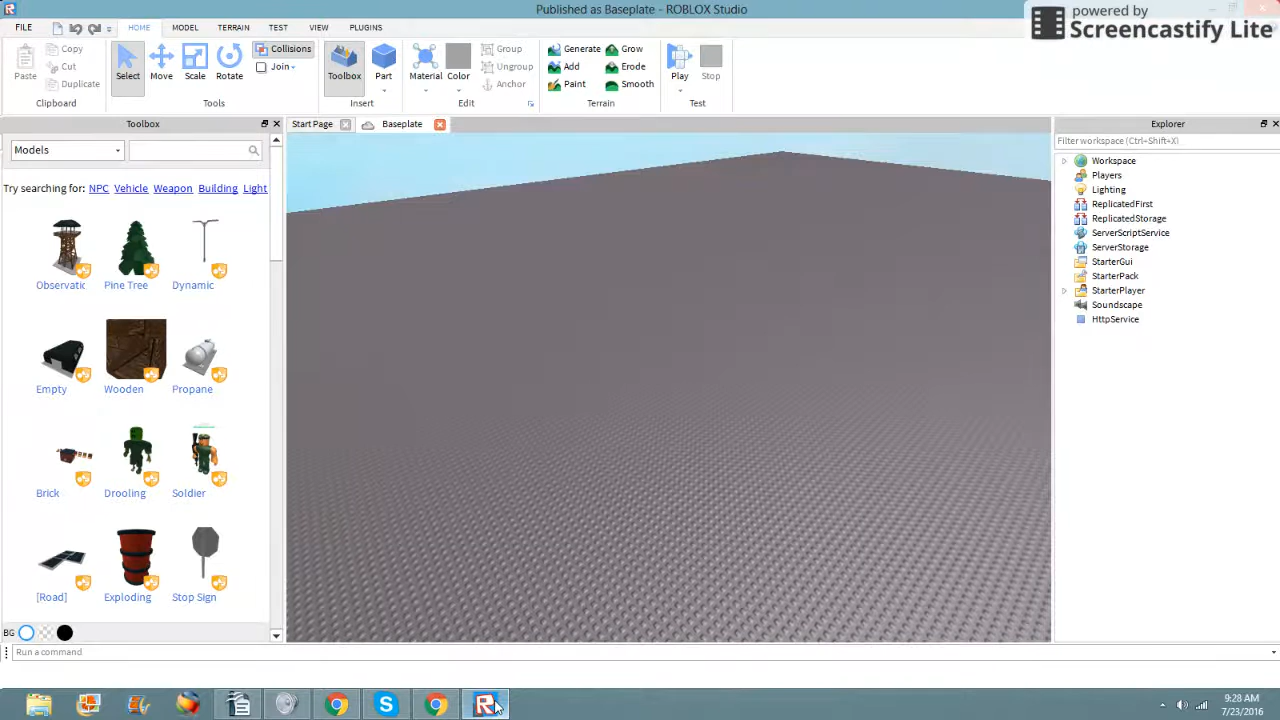 Published as Baseplate - ROBLOX Studio
powered by
Screencastify Lite
FILE HOME MODEL TERRAIN TEST VIEW PLUGINS
Paste Copy Cut Duplicate
Clipboard
Select Move Scale Rotate Collisions Join
Tools
Toolbox Part
Insert
Material Color Group Ungroup Anchor
Edit
Generate Grow
Add Erode
Paint Smooth
Terrain
Play Stop
Test
Toolbox
Start Page Baseplate
Models
Try searching for: NPC Vehicle Weapon Building Light
Observatic Pine Tree Dynamic
Empty Wooden Propane
Brick Drooling Soldier
[Road] Exploding Stop Sign
BG
Explorer
Filter workspace (Ctrl+Shift+X)
Workspace
Players
Lighting
ReplicatedFirst
ReplicatedStorage
ServerScriptService
ServerStorage
StarterGui
StarterPack
StarterPlayer
Soundscape
HttpService
Run a command
9:28 AM
7/23/2016